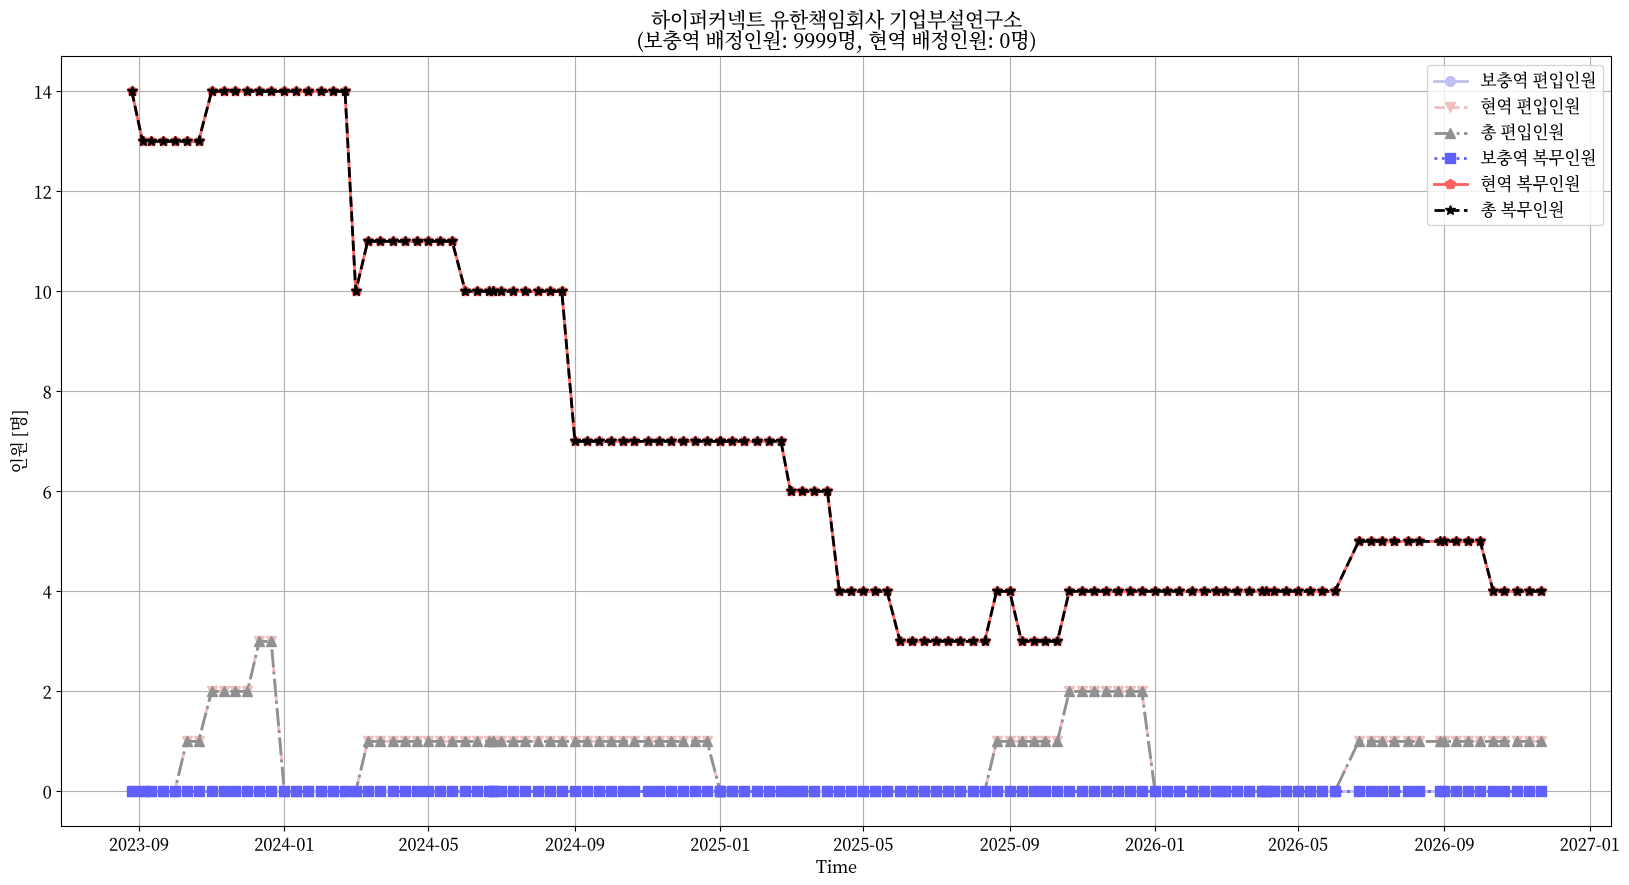 하이퍼커넥트 유한책임회사 기업부설연구소
(보충역 배정인원: 9999명, 현역 배정인원: 0명)
보충역 편입인원
현역 편입인원
총 편입인원
보충역 복무인원
현역 복무인원
총 복무인원
인원 [명]
14
12
10
8
6
4
2
0
2023-09
2024-01
2024-05
2024-09
2025-01
2025-05
2025-09
2026-01
2026-05
2026-09
2027-01
Time